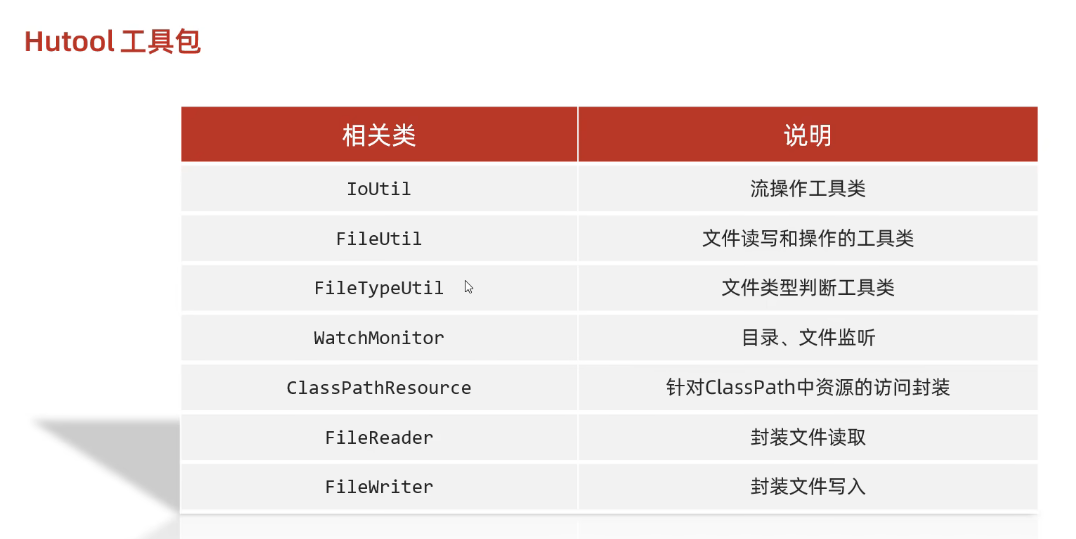 Hutool 工具包
相关类 说明
IoUtil 流操作工具类
FileUtil 文件读写和操作的工具类
FileTypeUtil 文件类型判断工具类
WatchMonitor 目录、文件监听
ClassPathResource 针对ClassPath中资源的访问封装
FileReader 封装文件读取
FileWriter 封装文件写入